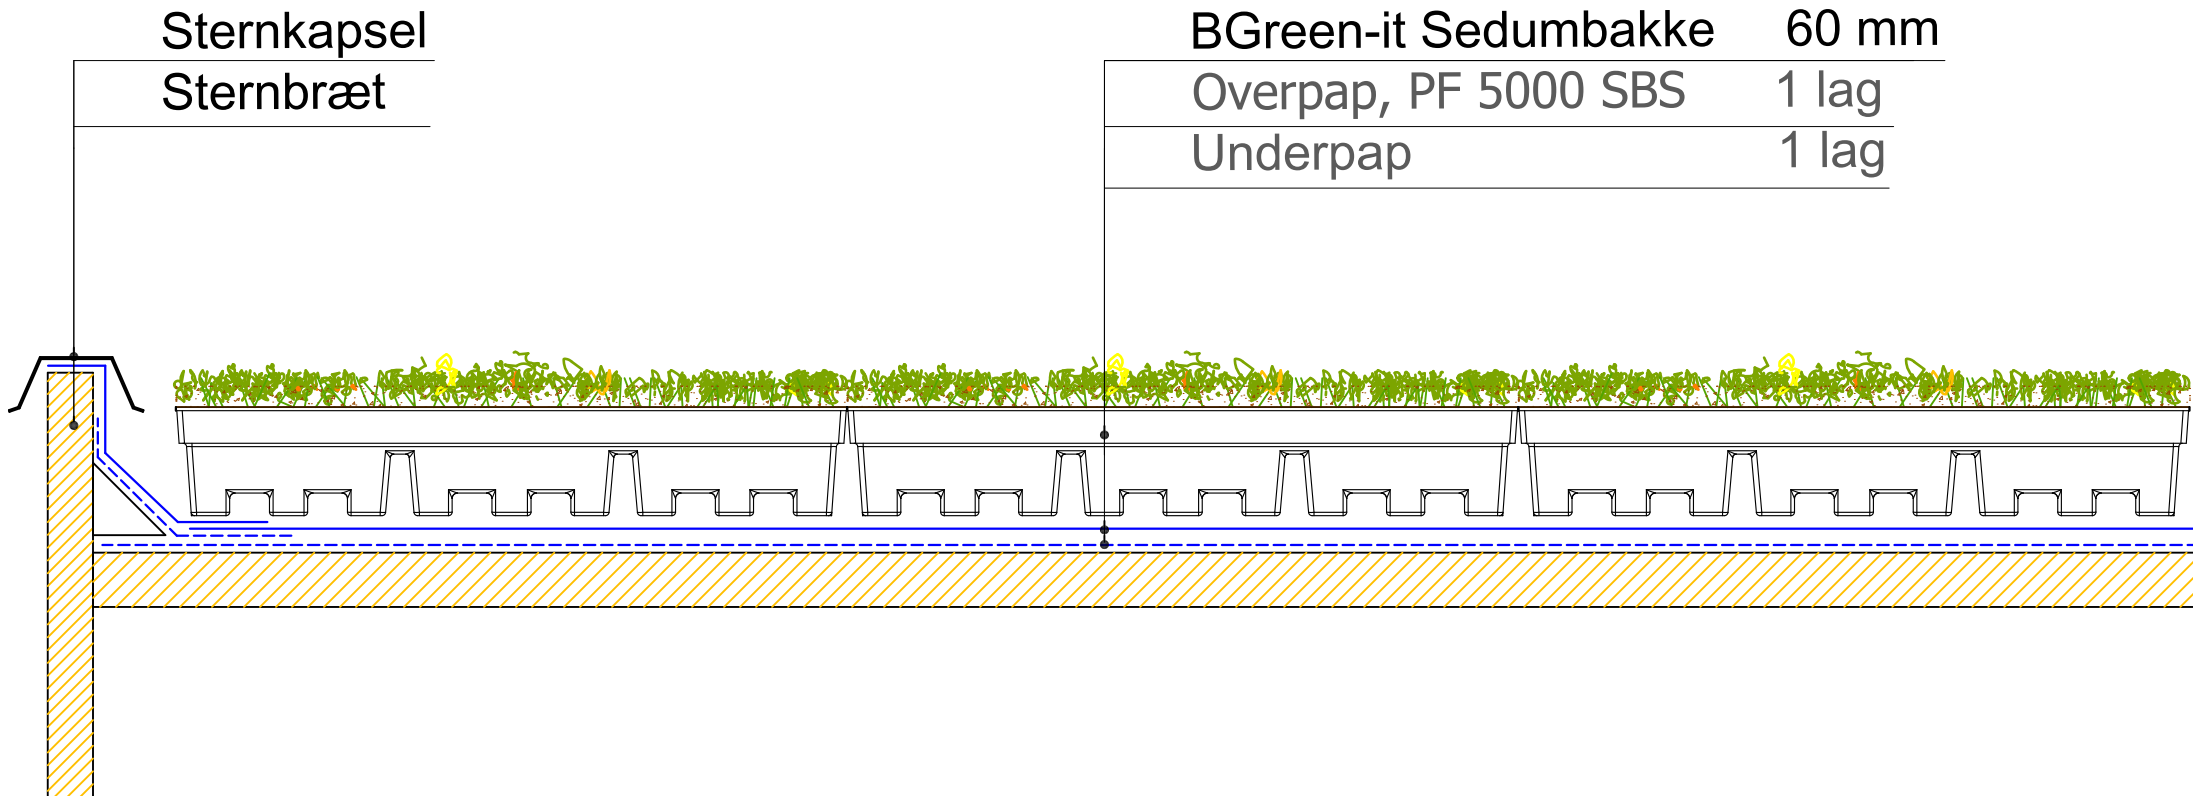 Sternkapsel
Sternbræt
BGreen-it Sedumbakke 60 mm
Overpap, PF 5000 SBS 1 lag
Underpap 1 lag